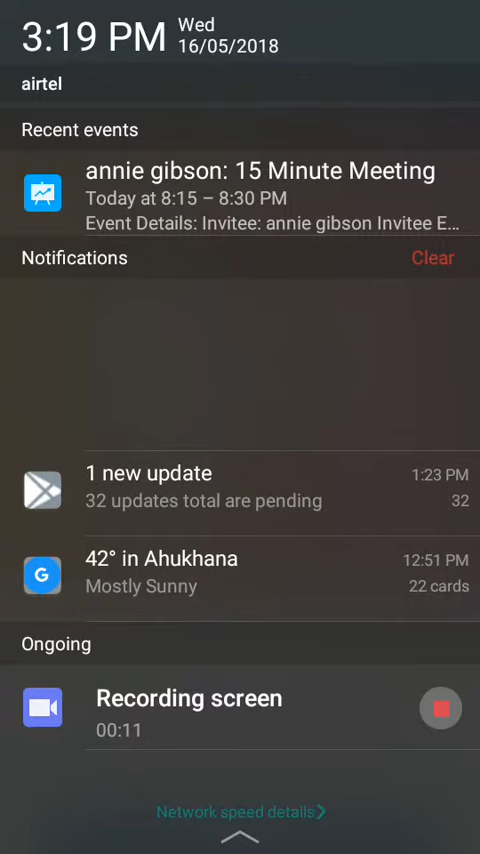 3:19 PM Wed
16/05/2018
airtel
Recent events
annie gibson: 15 Minute Meeting
Today at 8:15 – 8:30 PM
Event Details: Invitee: annie gibson Invitee E...
Notifications Clear
1 new update 1:23 PM
32 updates total are pending 32
G
42° in Ahukhana 12:51 PM
Mostly Sunny 22 cards
Ongoing
Recording screen
00:11
Network speed details